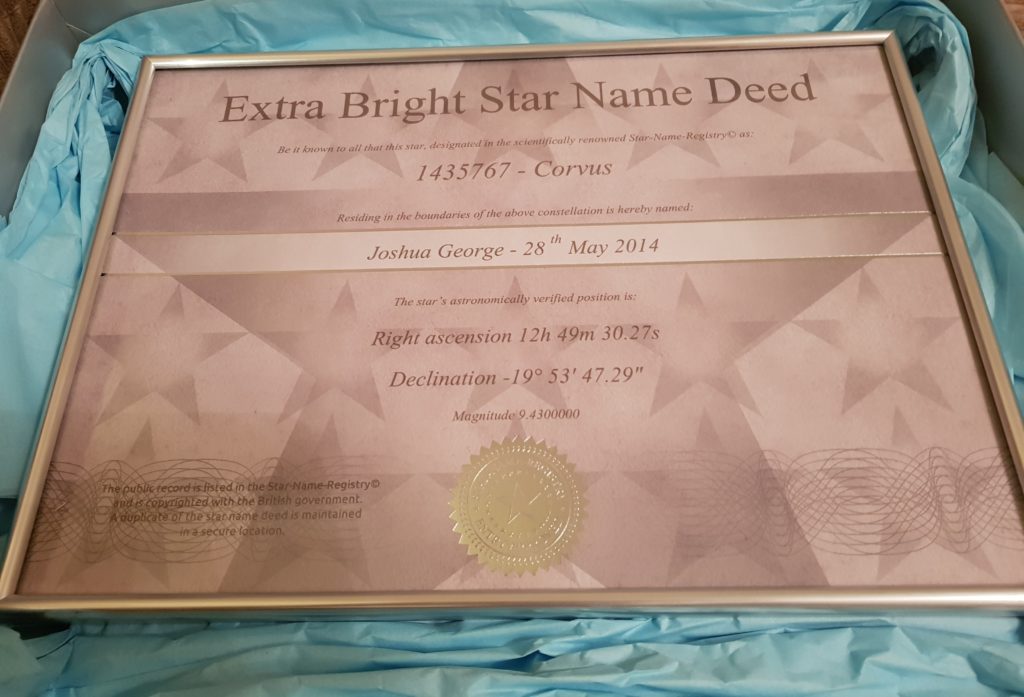 Extra Bright Star Name Deed
Be it known to all that this star, designated in the scientifically renowned Star-Name-Registry© as:
1435767 - Corvus
Residing in the boundaries of the above constellation is hereby named:
Joshua George - 28th May 2014
The star's astronomically verified position is:
Right ascension 12h 49m 30.27s
Declination -19° 53' 47.29"
Magnitude 9.4300000
The public record is listed in the Star-Name-Registry©
and is copyrighted with the British government.
A duplicate of the star name deed is maintained
in a secure location.